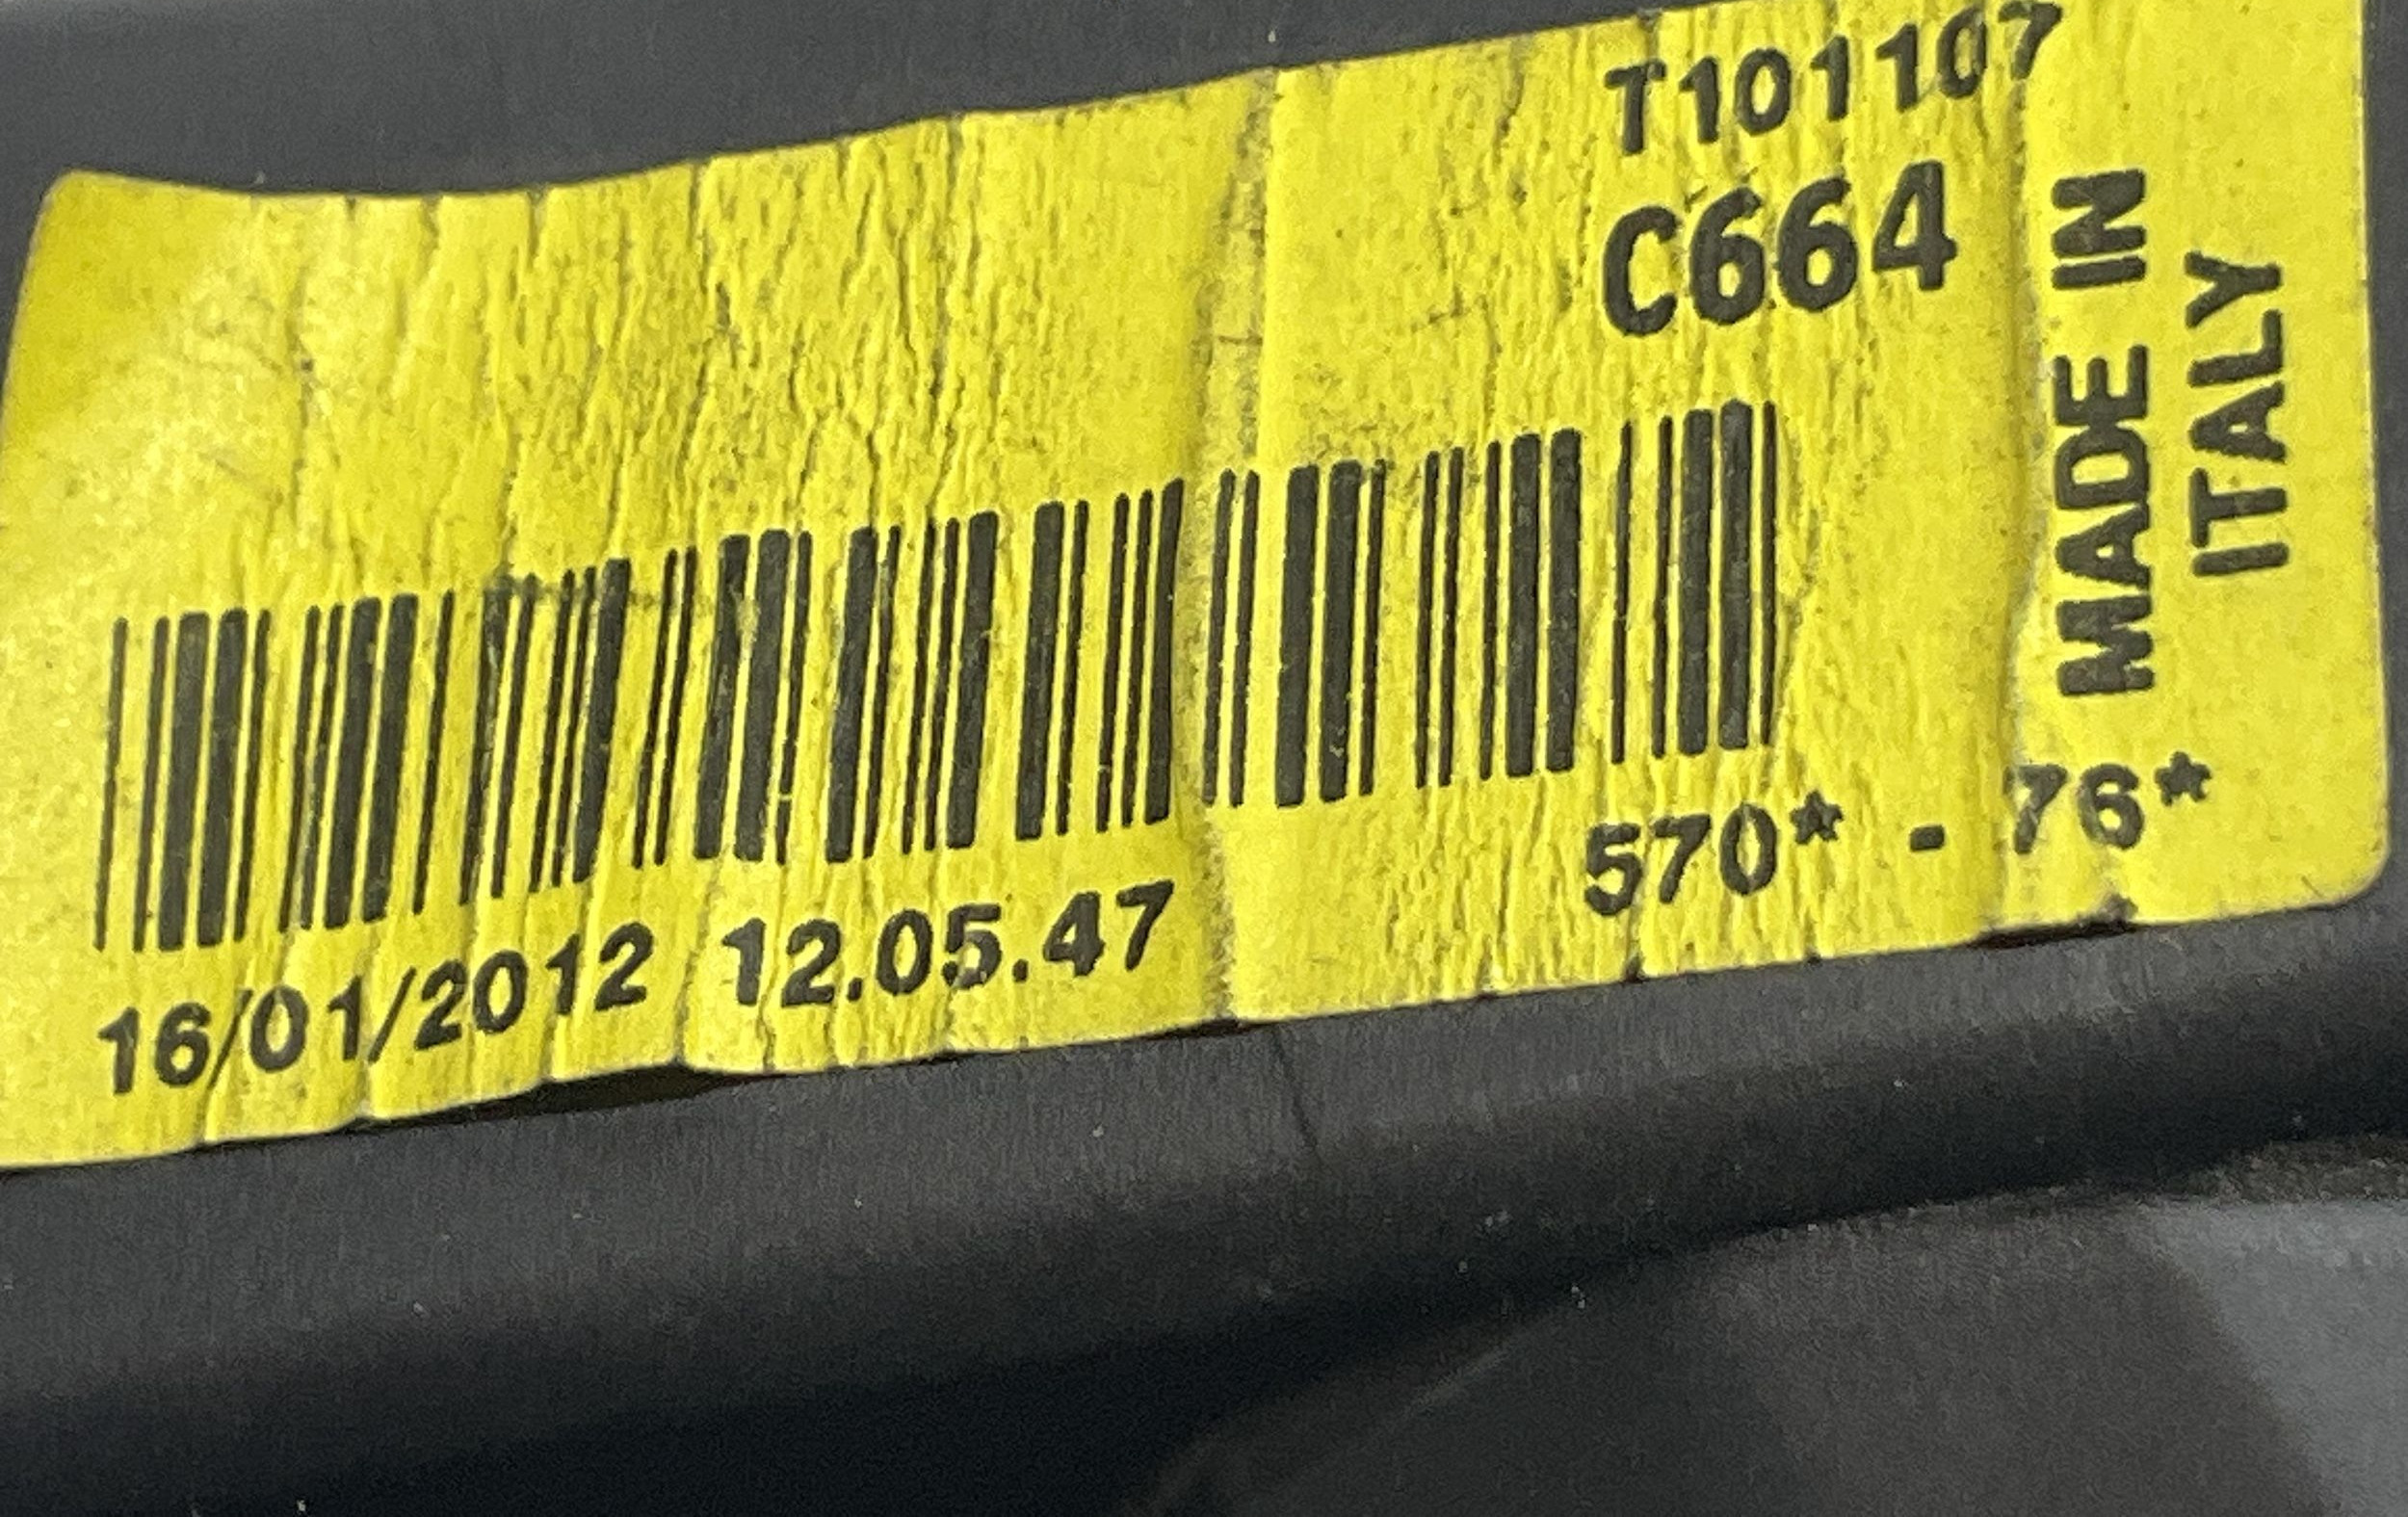 T101107
C664
MADE IN
ITALY
570* - 76*
16/01/2012 12.05.47